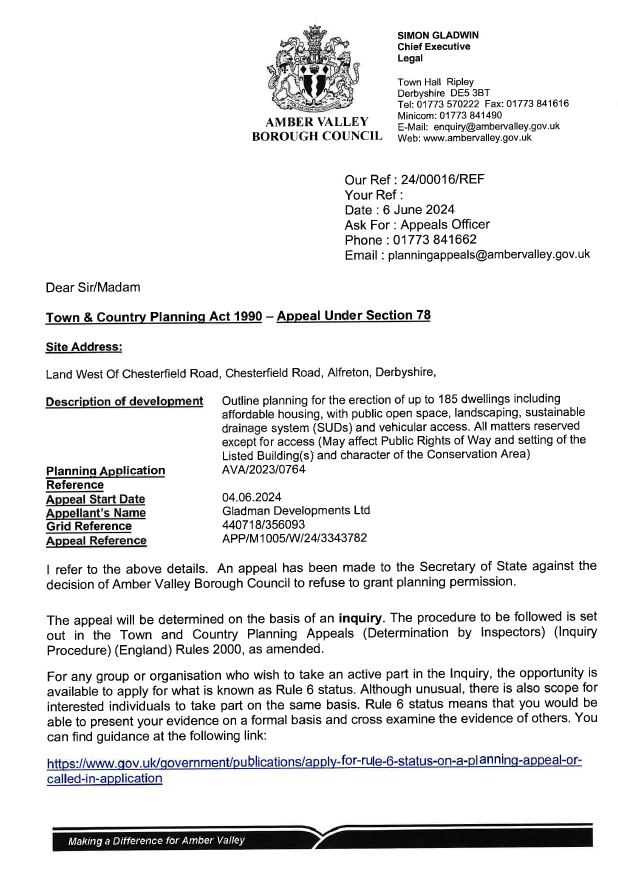 AMBER VALLEY
BOROUGH COUNCIL
SIMON GLADWIN
Chief Executive
Legal
Town Hall Ripley
Derbyshire DE5 3BT
Tel: 01773 570222 Fax: 01773 841616
Minicom: 01773 841490
E-Mail: enquiry@ambervalley.gov.uk
Web: www.ambervalley.gov.uk
Our Ref : 24/00016/REF
Your Ref :
Date : 6 June 2024
Ask For : Appeals Officer
Phone : 01773 841662
Email : planningappeals@ambervalley.gov.uk
Dear Sir/Madam
Town & Country Planning Act 1990 – Appeal Under Section 78
Site Address:
Land West Of Chesterfield Road, Chesterfield Road, Alfreton, Derbyshire,
Description of development Outline planning for the erection of up to 185 dwellings including
affordable housing, with public open space, landscaping, sustainable
drainage system (SUDs) and vehicular access. All matters reserved
except for access (May affect Public Rights of Way and setting of the
Listed Building(s) and character of the Conservation Area)
Planning Application AVA/2023/0764
Reference
Appeal Start Date 04.06.2024
Appellant's Name Gladman Developments Ltd
Grid Reference 440718/356093
Appeal Reference APP/M1005/W/24/3343782
I refer to the above details. An appeal has been made to the Secretary of State against the
decision of Amber Valley Borough Council to refuse to grant planning permission.
The appeal will be determined on the basis of an inquiry. The procedure to be followed is set
out in the Town and Country Planning Appeals (Determination by Inspectors) (Inquiry
Procedure) (England) Rules 2000, as amended.
For any group or organisation who wish to take an active part in the Inquiry, the opportunity is
available to apply for what is known as Rule 6 status. Although unusual, there is also scope for
interested individuals to take part on the same basis. Rule 6 status means that you would be
able to present your evidence on a formal basis and cross examine the evidence of others. You
can find guidance at the following link:
https://www.gov.uk/government/publications/apply-for-rule-6-status-on-a-planning-appeal-or-
called-in-application
Making a Difference for Amber Valley